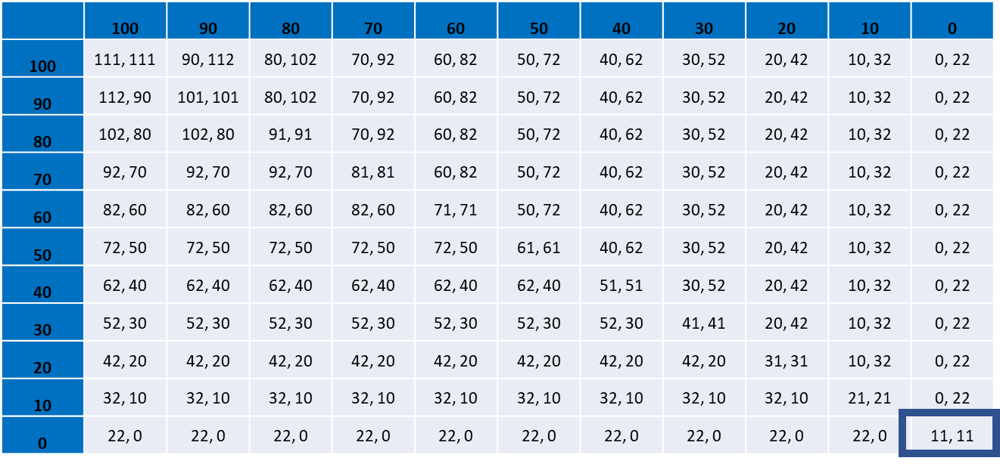 100 90 80 70 60 50 40 30 20 10 0
100 111, 111 90, 112 80, 102 70, 92 60, 82 50, 72 40, 62 30, 52 20, 42 10, 32 0, 22
90 112, 90 101, 101 80, 102 70, 92 60, 82 50, 72 40, 62 30, 52 20, 42 10, 32 0, 22
80 102, 80 102, 80 91, 91 70, 92 60, 82 50, 72 40, 62 30, 52 20, 42 10, 32 0, 22
70 92, 70 92, 70 92, 70 81, 81 60, 82 50, 72 40, 62 30, 52 20, 42 10, 32 0, 22
60 82, 60 82, 60 82, 60 82, 60 71, 71 50, 72 40, 62 30, 52 20, 42 10, 32 0, 22
50 72, 50 72, 50 72, 50 72, 50 72, 50 61, 61 40, 62 30, 52 20, 42 10, 32 0, 22
40 62, 40 62, 40 62, 40 62, 40 62, 40 62, 40 51, 51 30, 52 20, 42 10, 32 0, 22
30 52, 30 52, 30 52, 30 52, 30 52, 30 52, 30 52, 30 41, 41 20, 42 10, 32 0, 22
20 42, 20 42, 20 42, 20 42, 20 42, 20 42, 20 42, 20 42, 20 31, 31 10, 32 0, 22
10 32, 10 32, 10 32, 10 32, 10 32, 10 32, 10 32, 10 32, 10 32, 10 21, 21 0, 22
0 22, 0 22, 0 22, 0 22, 0 22, 0 22, 0 22, 0 22, 0 22, 0 22, 0 11, 11